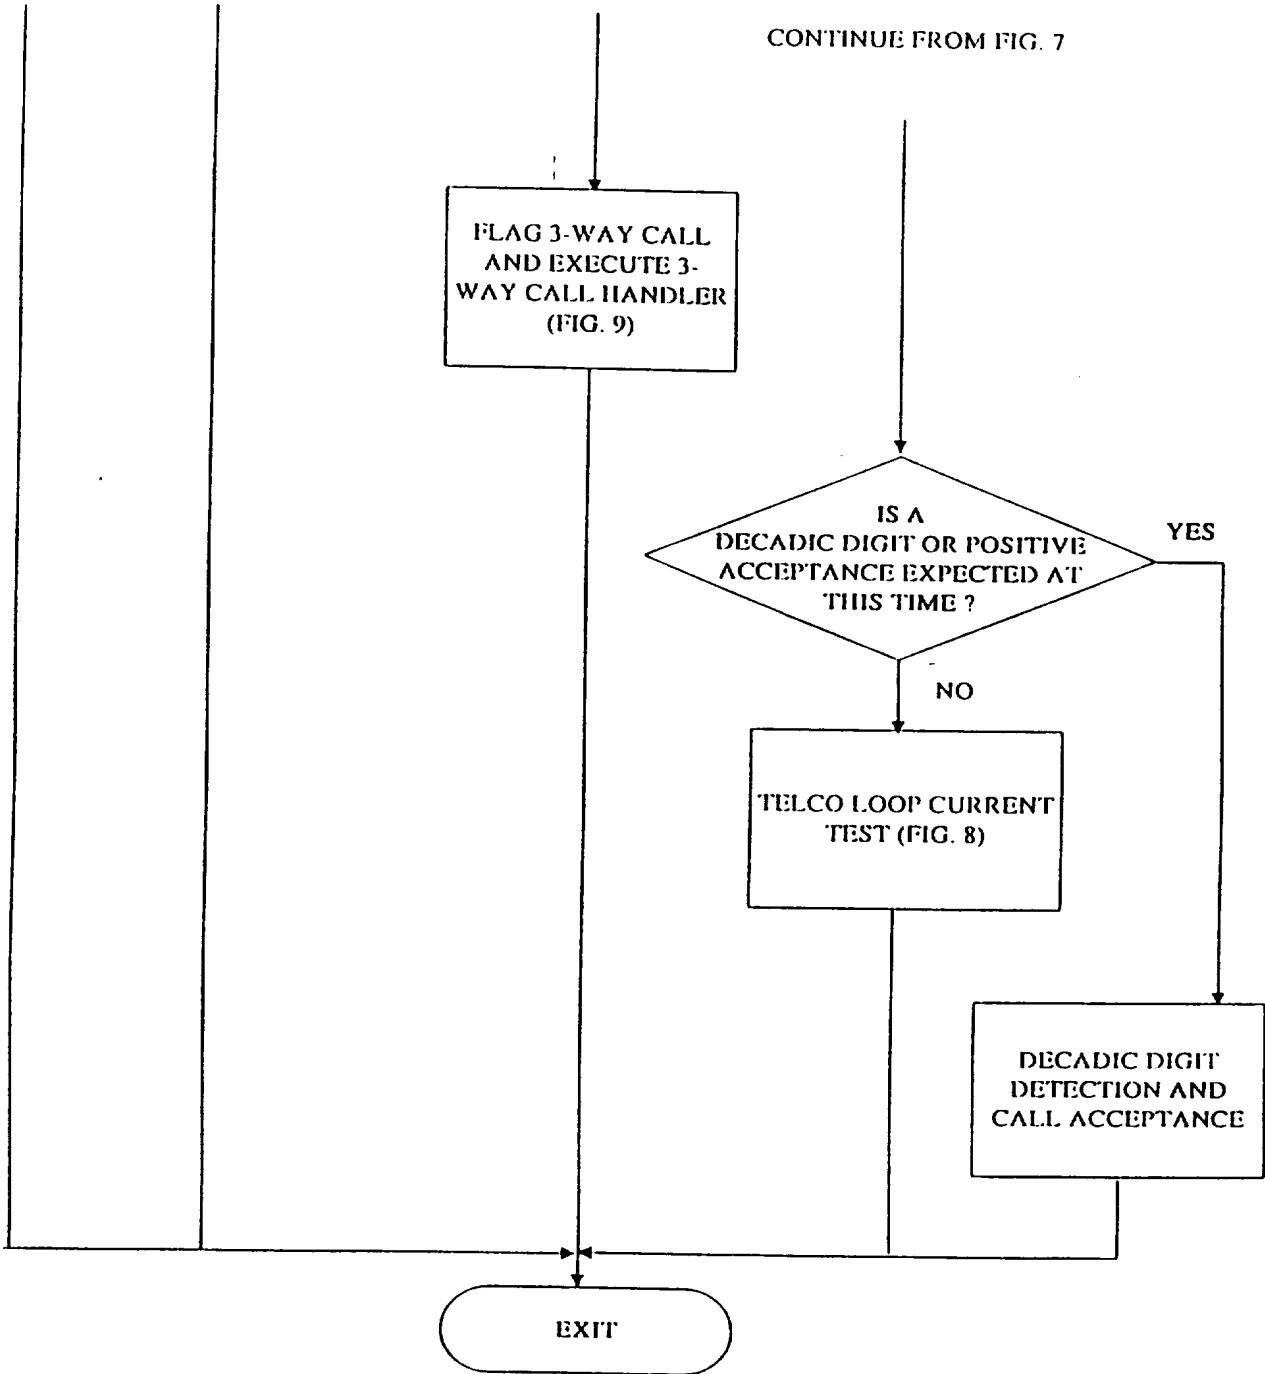 CONTINUE FROM FIG. 7
FLAG 3-WAY CALL
AND EXECUTE 3-
WAY CALL HANDLER
(FIG. 9)
IS A
DECADIC DIGIT OR POSITIVE
ACCEPTANCE EXPECTED AT
THIS TIME ?
YES
NO
TELCO LOOP CURRENT
TEST (FIG. 8)
DECADIC DIGIT
DETECTION AND
CALL ACCEPTANCE
EXIT